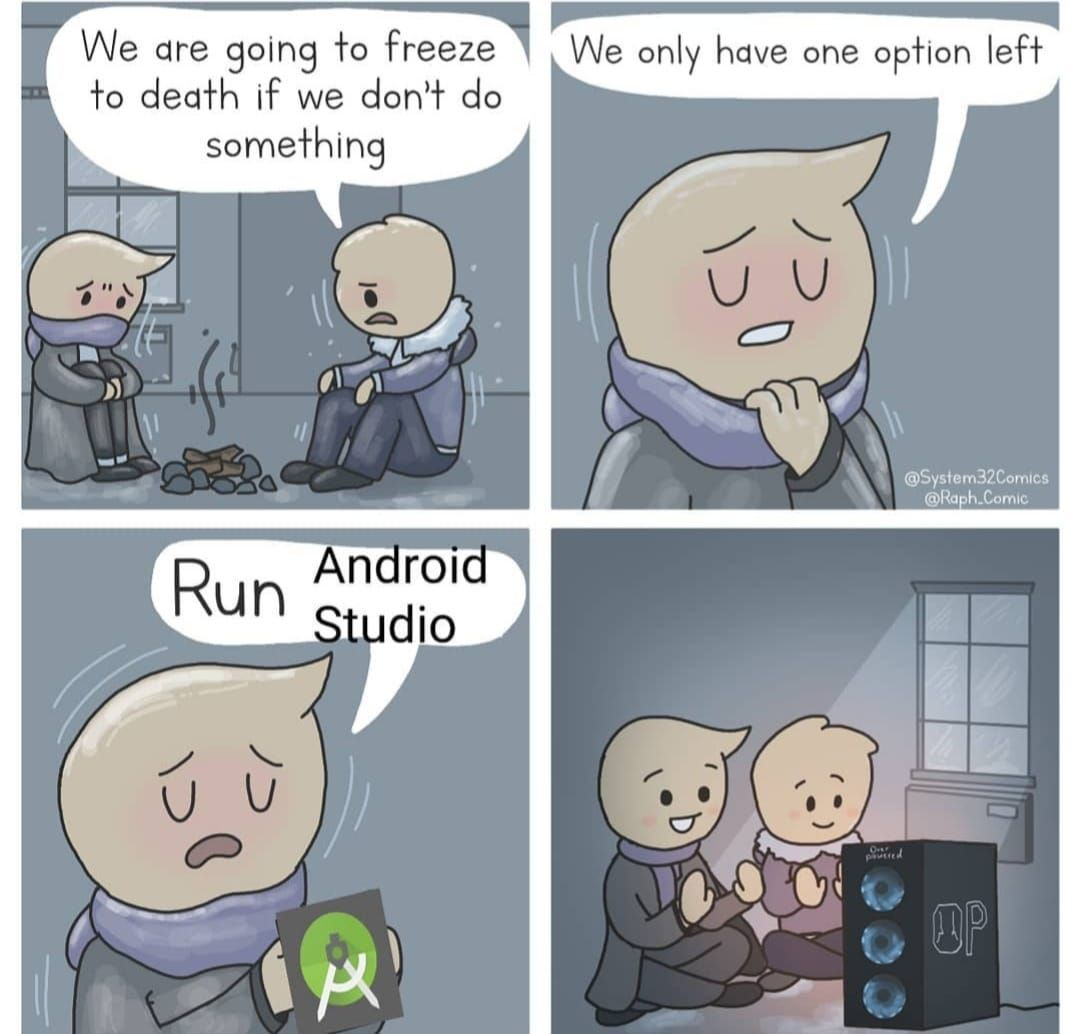 We are going to freeze
to death if we don't do
something
We only have one option left
@System32Comics
@Raph_Comic
Run Android
Studio
Over
powered
OP